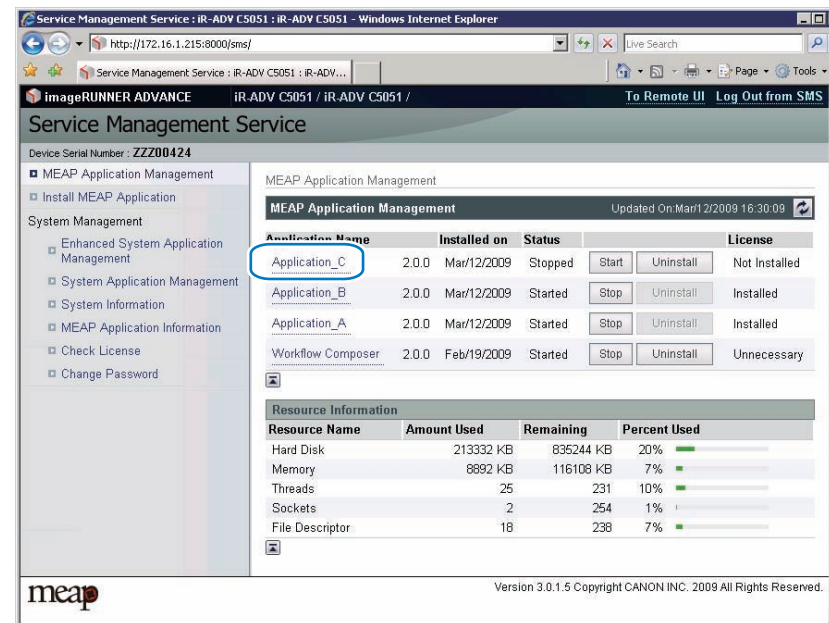 Service Management Service : iR-ADV C5051 : iR-ADV C5051 - Windows Internet Explorer
http://172.16.1.215:8000/sms/
Live Search
Service Management Service : iR-ADV C5051 : iR-ADV...
Page
Tools
imageRUNNER ADVANCE iR-ADV C5051 / iR-ADV C5051 / To Remote UI Log Out from SMS
Service Management Service
Device Serial Number : ZZZ00424
MEAP Application Management
Install MEAP Application
System Management
Enhanced System Application
Management
System Application Management
System Information
MEAP Application Information
Check License
Change Password
MEAP Application Management
MEAP Application Management Updated On:Mar/12/2009 16:30:09
Application Name Installed on Status License
Application_C 2.0.0 Mar/12/2009 Stopped Start Uninstall Not Installed
Application_B 2.0.0 Mar/12/2009 Started Stop Uninstall Installed
Application_A 2.0.0 Mar/12/2009 Started Stop Uninstall Installed
Workflow Composer 2.0.0 Feb/19/2009 Started Stop Uninstall Unnecessary
Resource Information
Resource Name Amount Used Remaining Percent Used
Hard Disk 213332 KB 835244 KB 20%
Memory 8892 KB 116108 KB 7%
Threads 25 231 10%
Sockets 2 254 1%
File Descriptor 18 238 7%
meap
Version 3.0.1.5 Copyright CANON INC. 2009 All Rights Reserved.